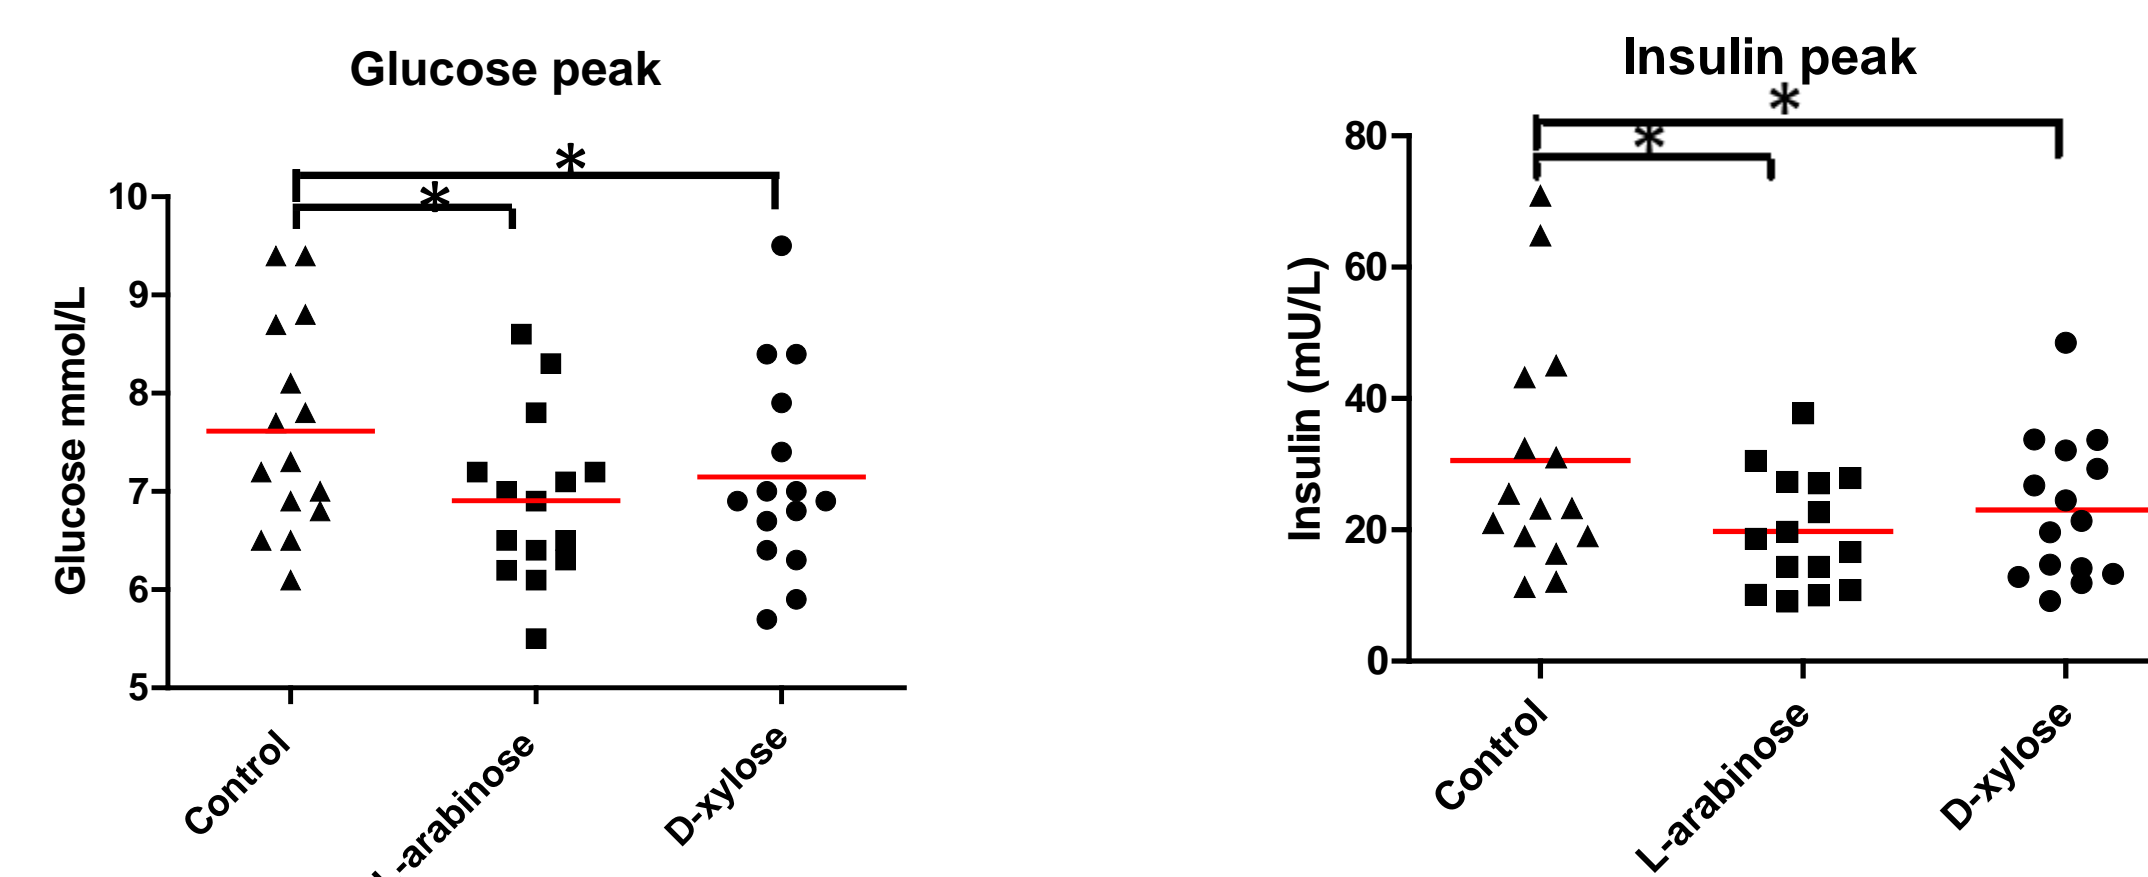 Glucose peak
*
*
10
9
8
7
6
5
Glucose mmol/L
Control
L-arabinose
D-xylose
Insulin peak
*
*
80
60
40
20
0
Insulin (mU/L)
Control
L-arabinose
D-xylose